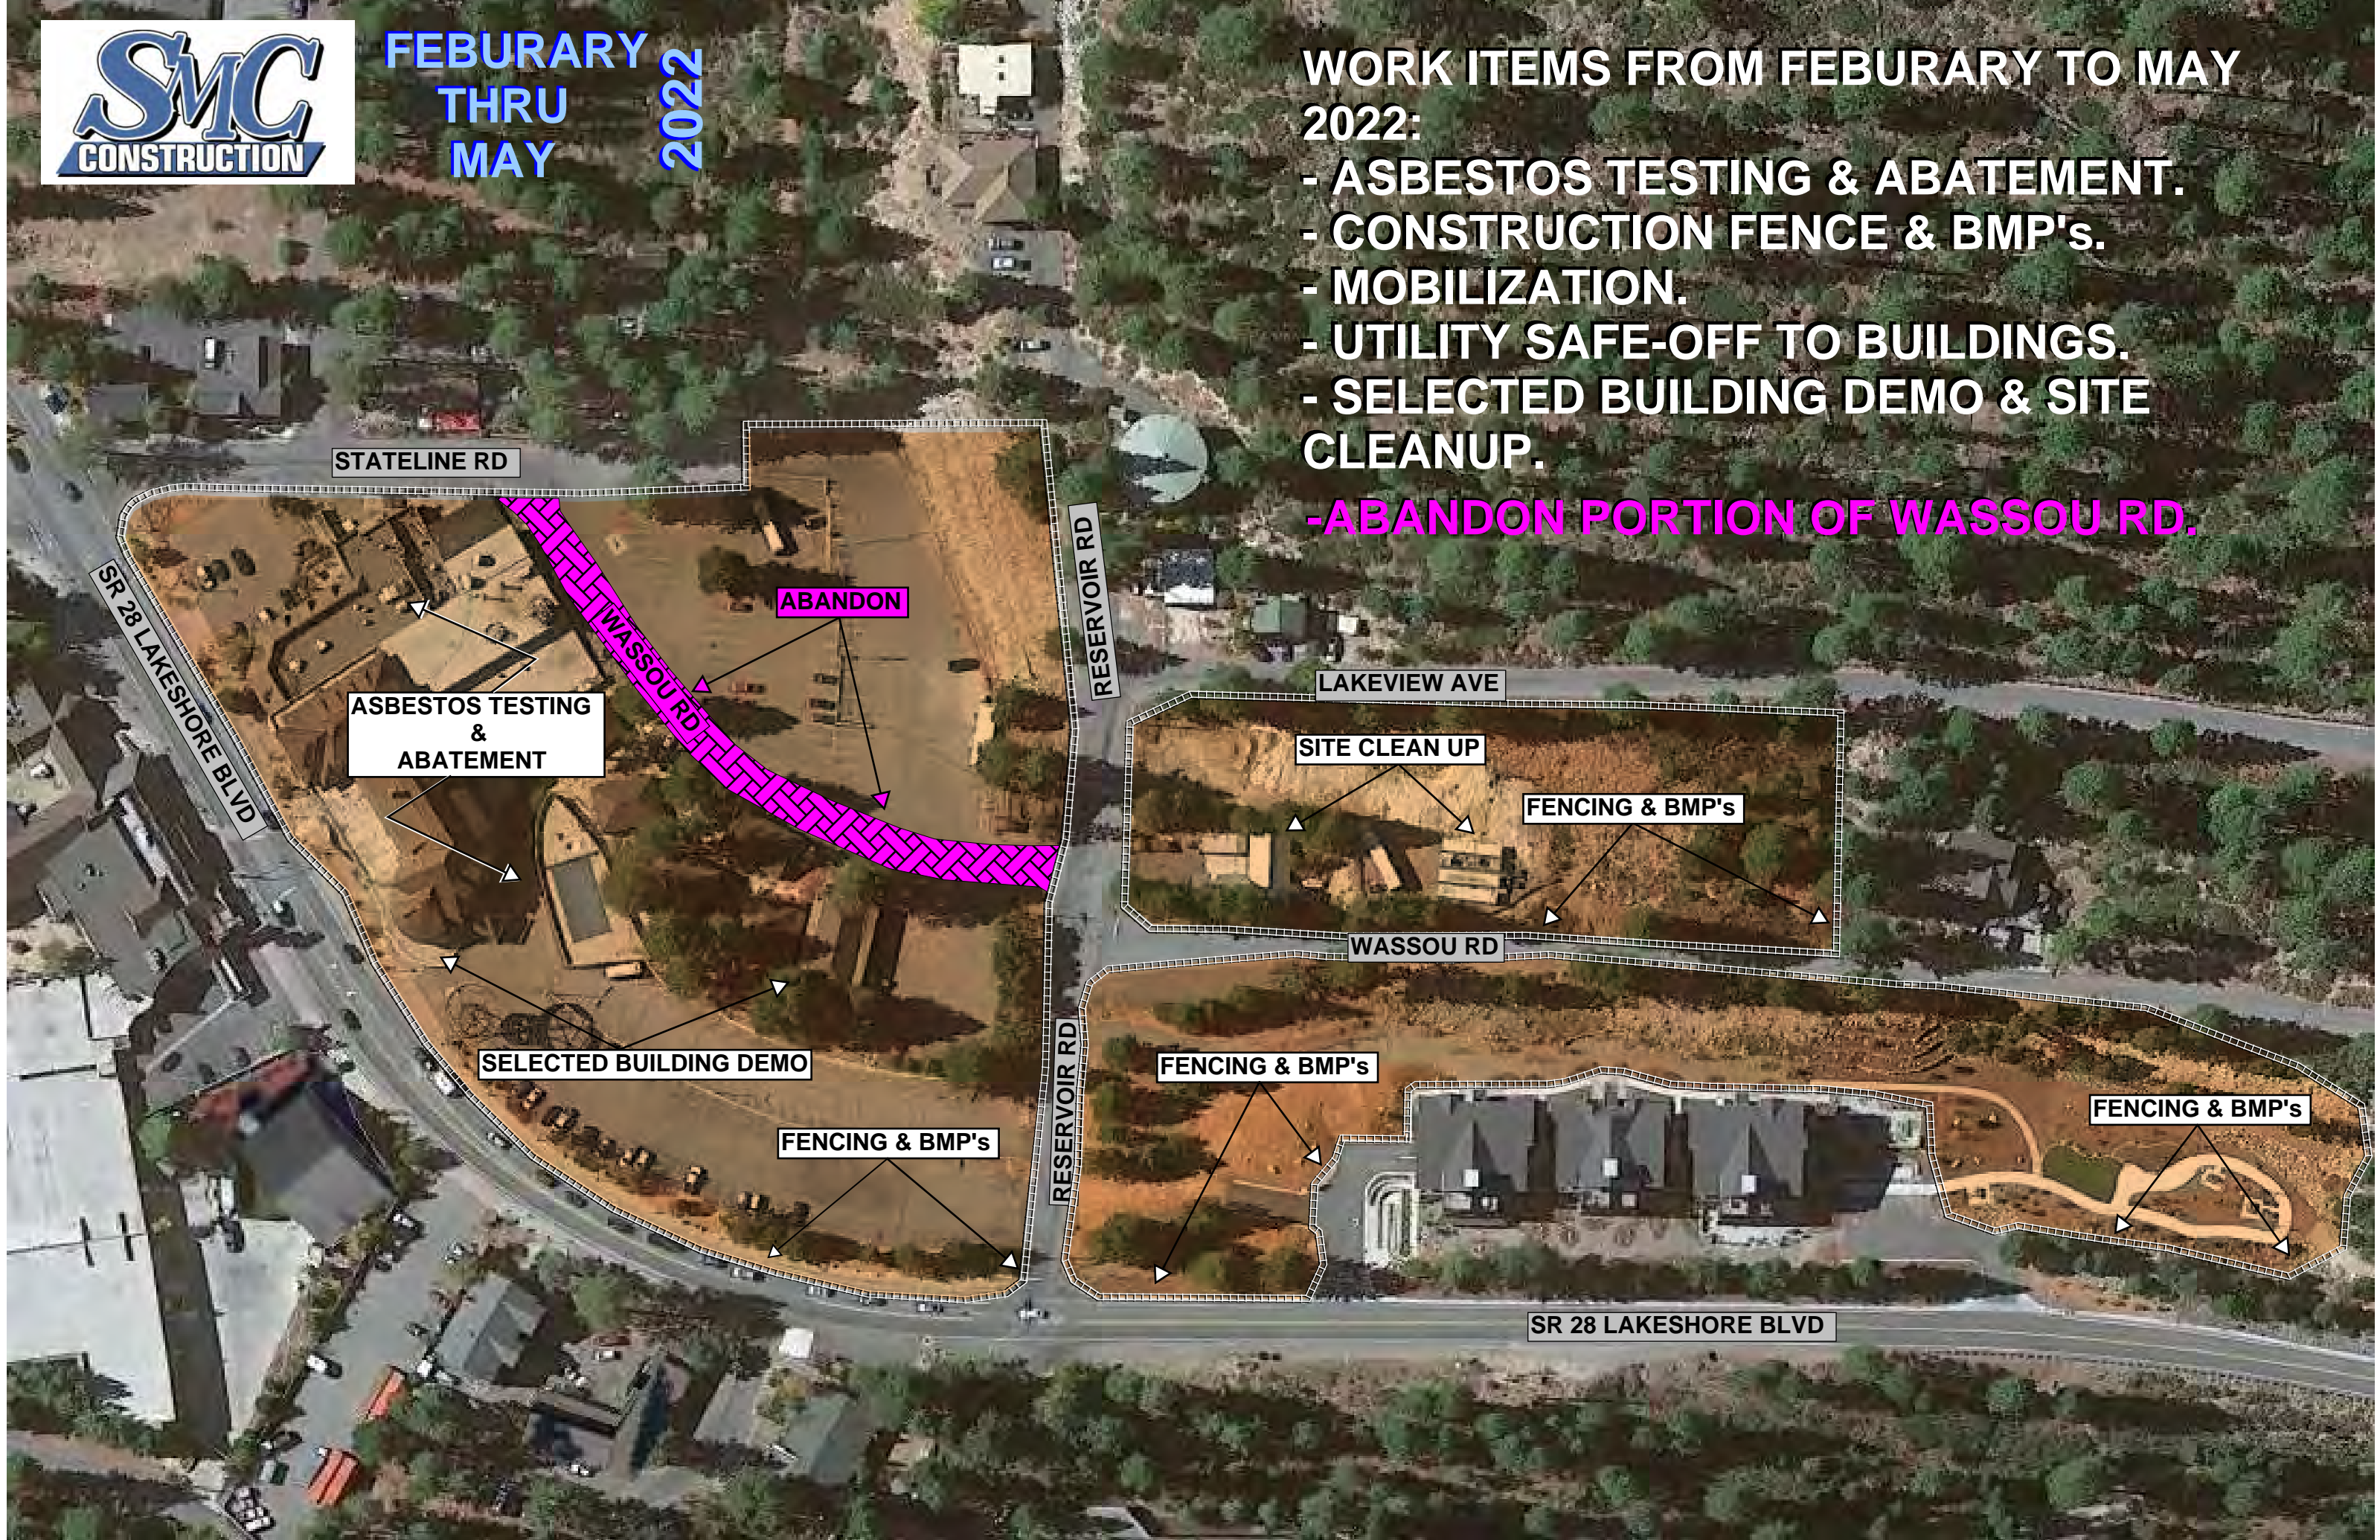 SMC
CONSTRUCTION
FEBURARY
THRU
MAY
2022
WORK ITEMS FROM FEBURARY TO MAY
2022:
- ASBESTOS TESTING & ABATEMENT.
- CONSTRUCTION FENCE & BMP's.
- MOBILIZATION.
- UTILITY SAFE-OFF TO BUILDINGS.
- SELECTED BUILDING DEMO & SITE
CLEANUP.
-ABANDON PORTION OF WASSOU RD.
STATELINE RD
RESERVOIR RD
SR 28 LAKESHORE BLVD
ABANDON
WASSOU RD
ASBESTOS TESTING
&
ABATEMENT
LAKEVIEW AVE
SITE CLEAN UP
FENCING & BMP's
WASSOU RD
SELECTED BUILDING DEMO
RESERVOIR RD
FENCING & BMP's
FENCING & BMP's
FENCING & BMP's
SR 28 LAKESHORE BLVD